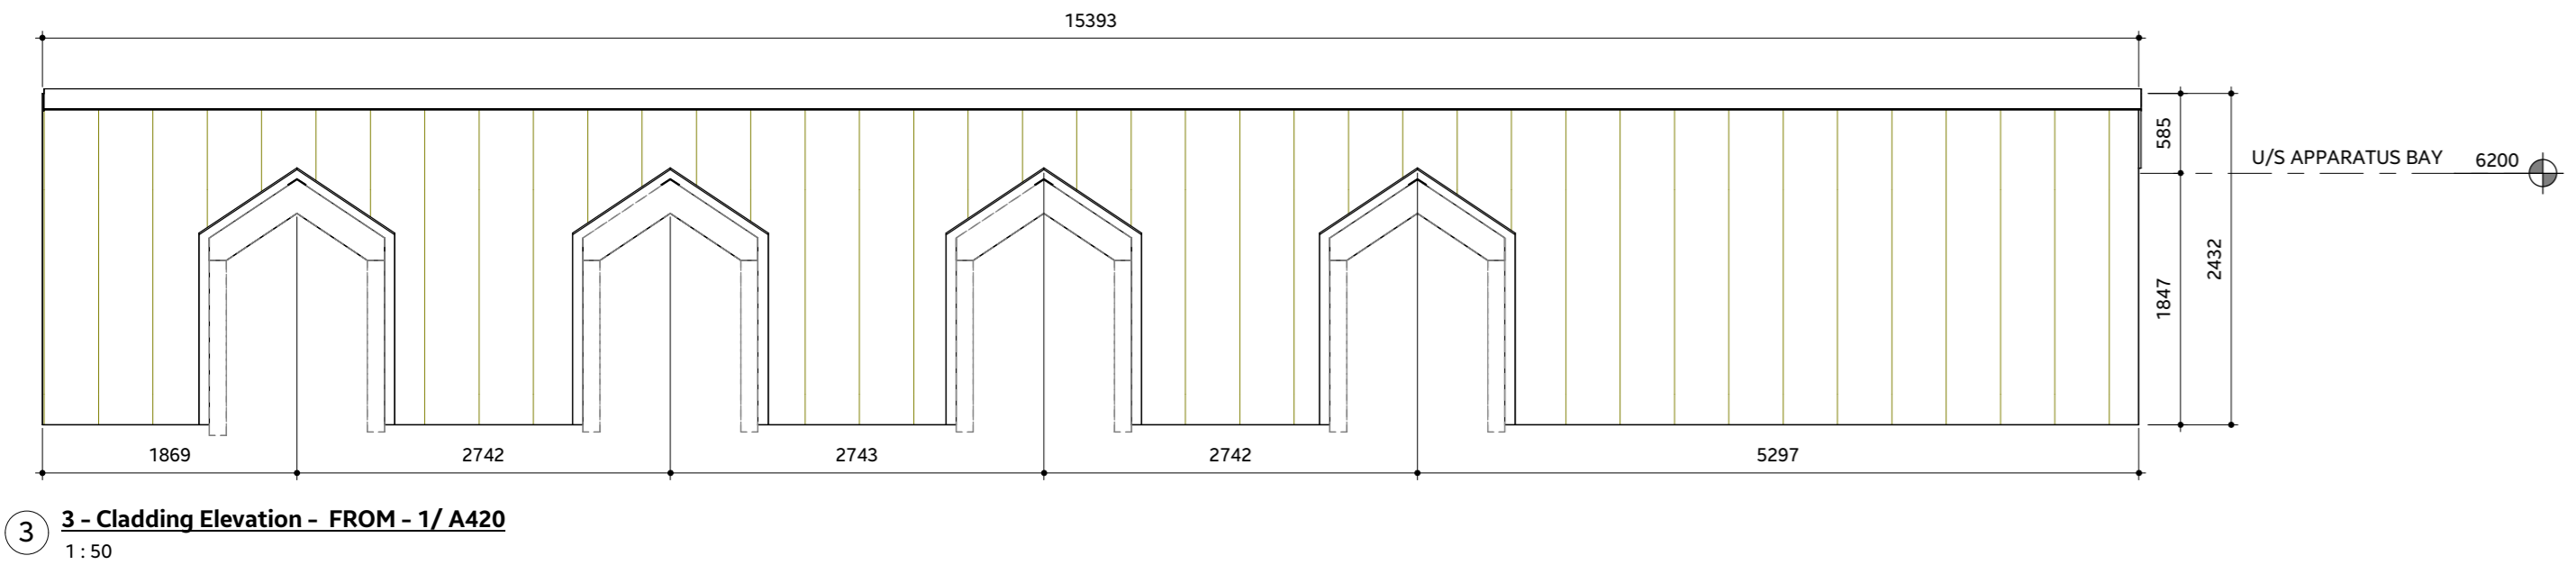 15393
585
U/S APPARATUS BAY 6200
2432
1847
1869 2742 2743 2742 5297
3 3 - Cladding Elevation - FROM - 1/ A420
1 : 50